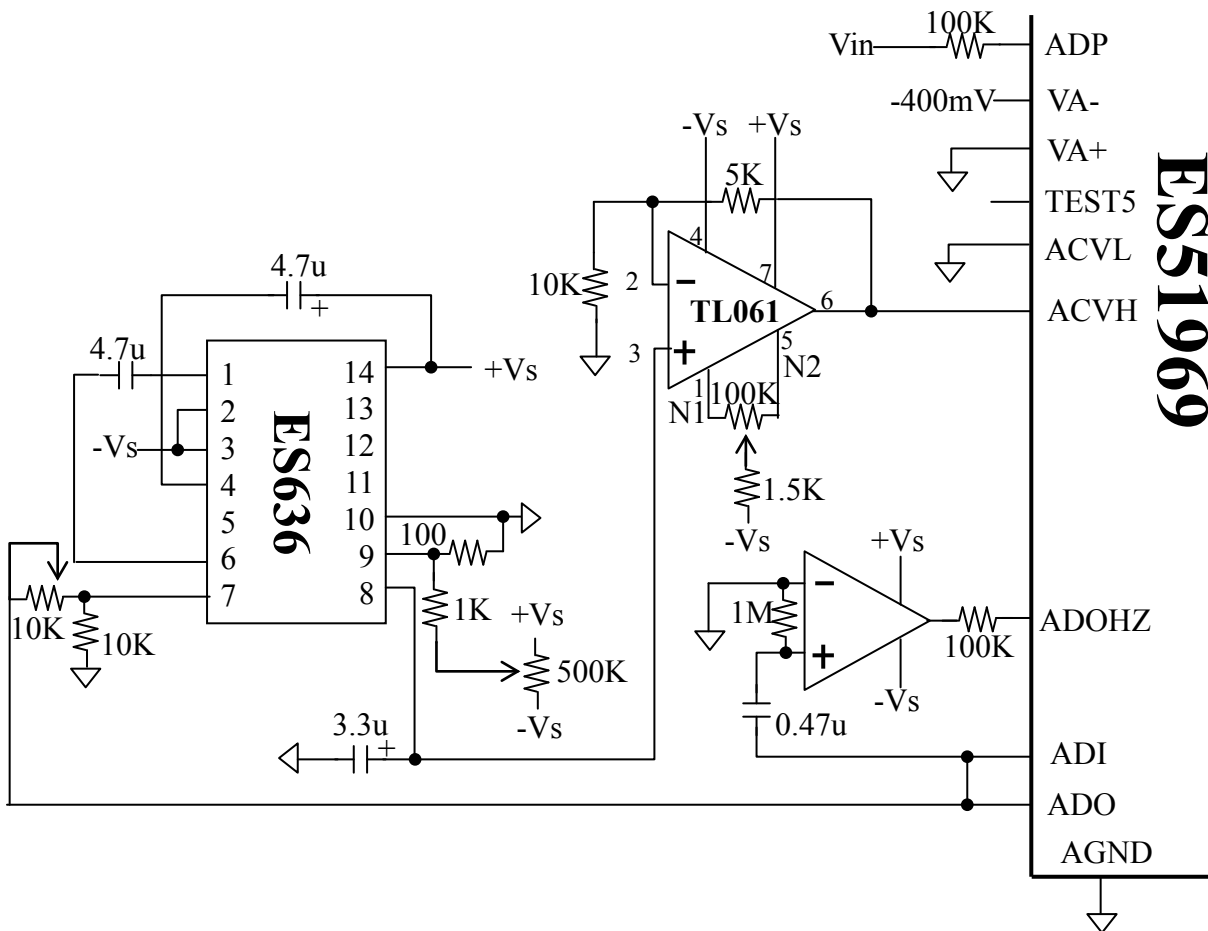 100K
Vin
ADP
-400mV
VA-
-Vs
+Vs
VA+
5K
TEST5
ACVL
ES51969
4
4.7u
+
10K
2
7
TL061
6
ACVH
5
3
N2
1
100K
N1
4.7u
1
14
+Vs
2
13
-Vs
3
12
4
11
ES636
5
10
6
100
9
7
8
1.5K
-Vs
10K
10K
1K
+Vs
500K
-Vs
+Vs
1M
100K
ADOHZ
-Vs
0.47u
3.3u
+
ADI
ADO
AGND